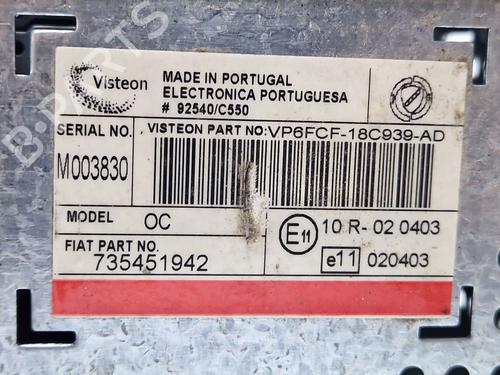 Visteon
MADE IN PORTUGAL
ELECTRONICA PORTUGUESA
# 92540/C550
SERIAL NO.
M003830
VISTEON PART NO: VP6FCF-18C939-AD
MODEL OC
E11 10 R- 02 0403
FIAT PART NO.
735451942
e11 020403
B-PARTS